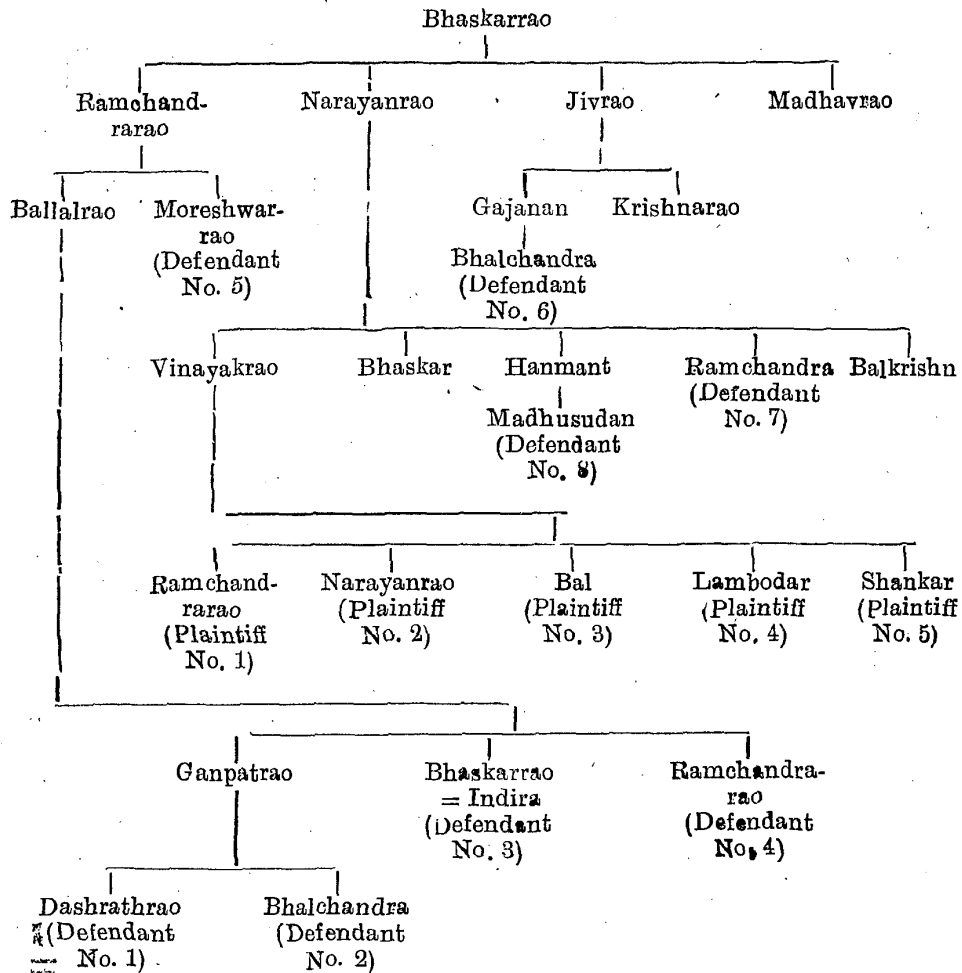 Bhaskarrao
Ramchand- Narayanrao Jivrao Madhavrao
rarao
Ballalrao Moreshwar- Gajanan Krishnarao
rao
(Defendant Bhalchandra
No. 5) (Defendant
No. 6)
Vinayakrao Bhaskar Hanmant Ramchandra Balkrishn
(Defendant
No. 7)
Madhusudan
(Defendant
No. 8)
Ramchand- Narayanrao Bal Lambodar Shankar
rarao (Plaintiff (Plaintiff (Plaintiff (Plaintiff
(Plaintiff No. 2) No. 3) No. 4) No. 5)
No. 1)
Ganpatrao Bhaskarrao Ramchandra-
= Indira rao
(Defendant (Defendant
No. 3) No. 4)
Dashrathrao Bhalchandra
(Defendant (Defendant
No. 1) No. 2)